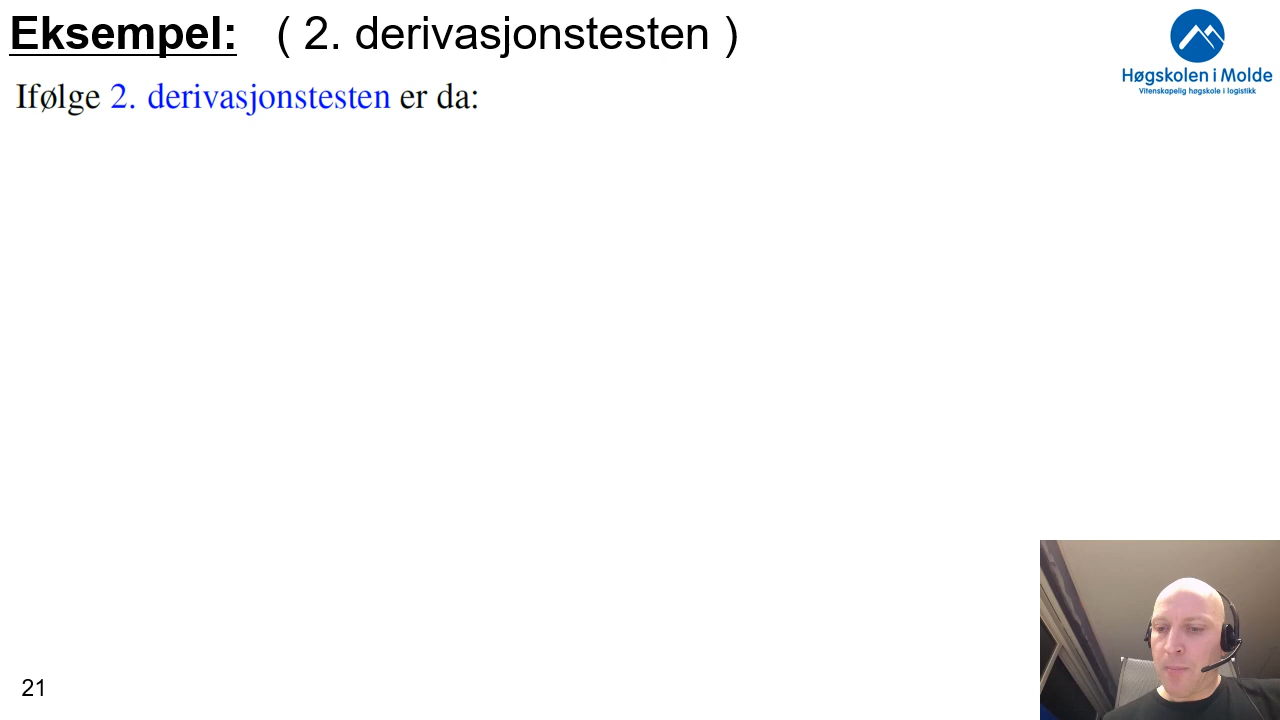 Eksempel: ( 2. derivasjonstesten )
Høgskolen i Molde
Vitenskapelig høgskole i logistikk
Ifølge 2. derivasjonstesten er da:
21